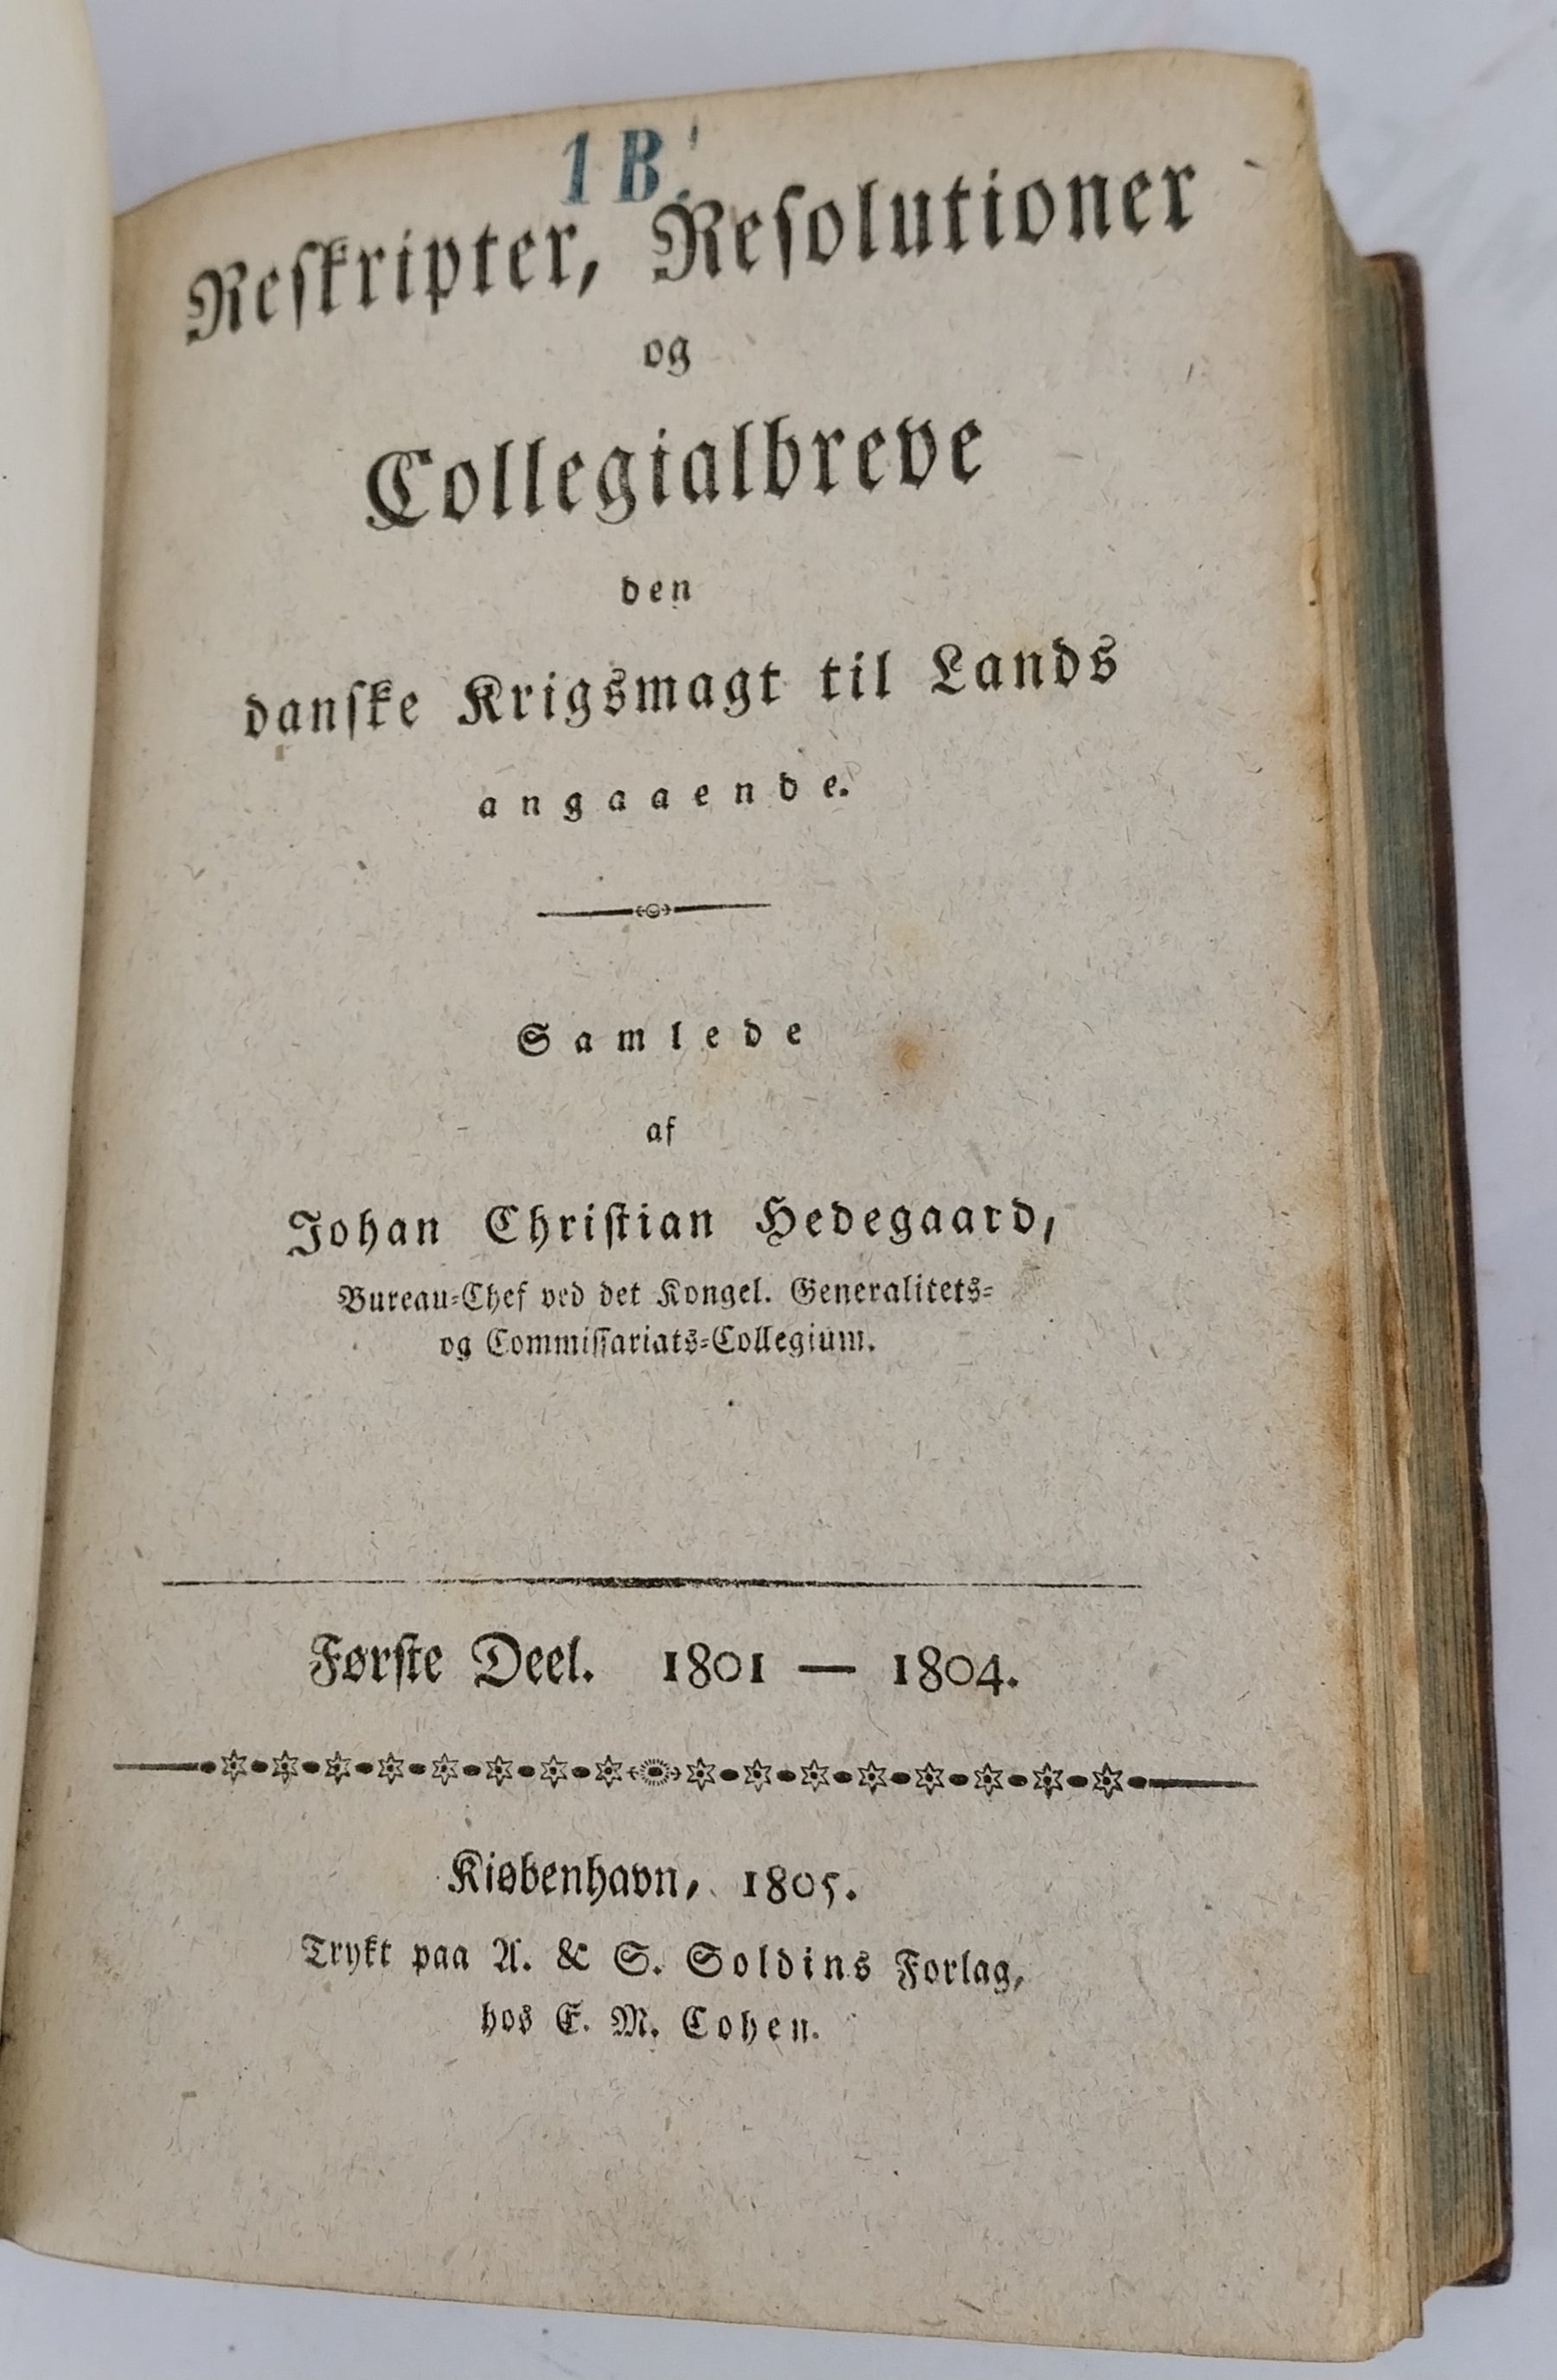 1 B.
Reskripter, Resolutioner
og
Collegialbreve
den
danske Krigsmagt til Lands
angaaende.
Samlede
af
Johan Christian Hedegaard,
Bureau-Chef ved det Kongel. Generalitets-
og Commissariats-Collegium.
Første Deel. 1801 — 1804.
Kiøbenhavn, 1805.
Trykt paa A. & S. Soldins Forlag,
hos E. M. Cohen.